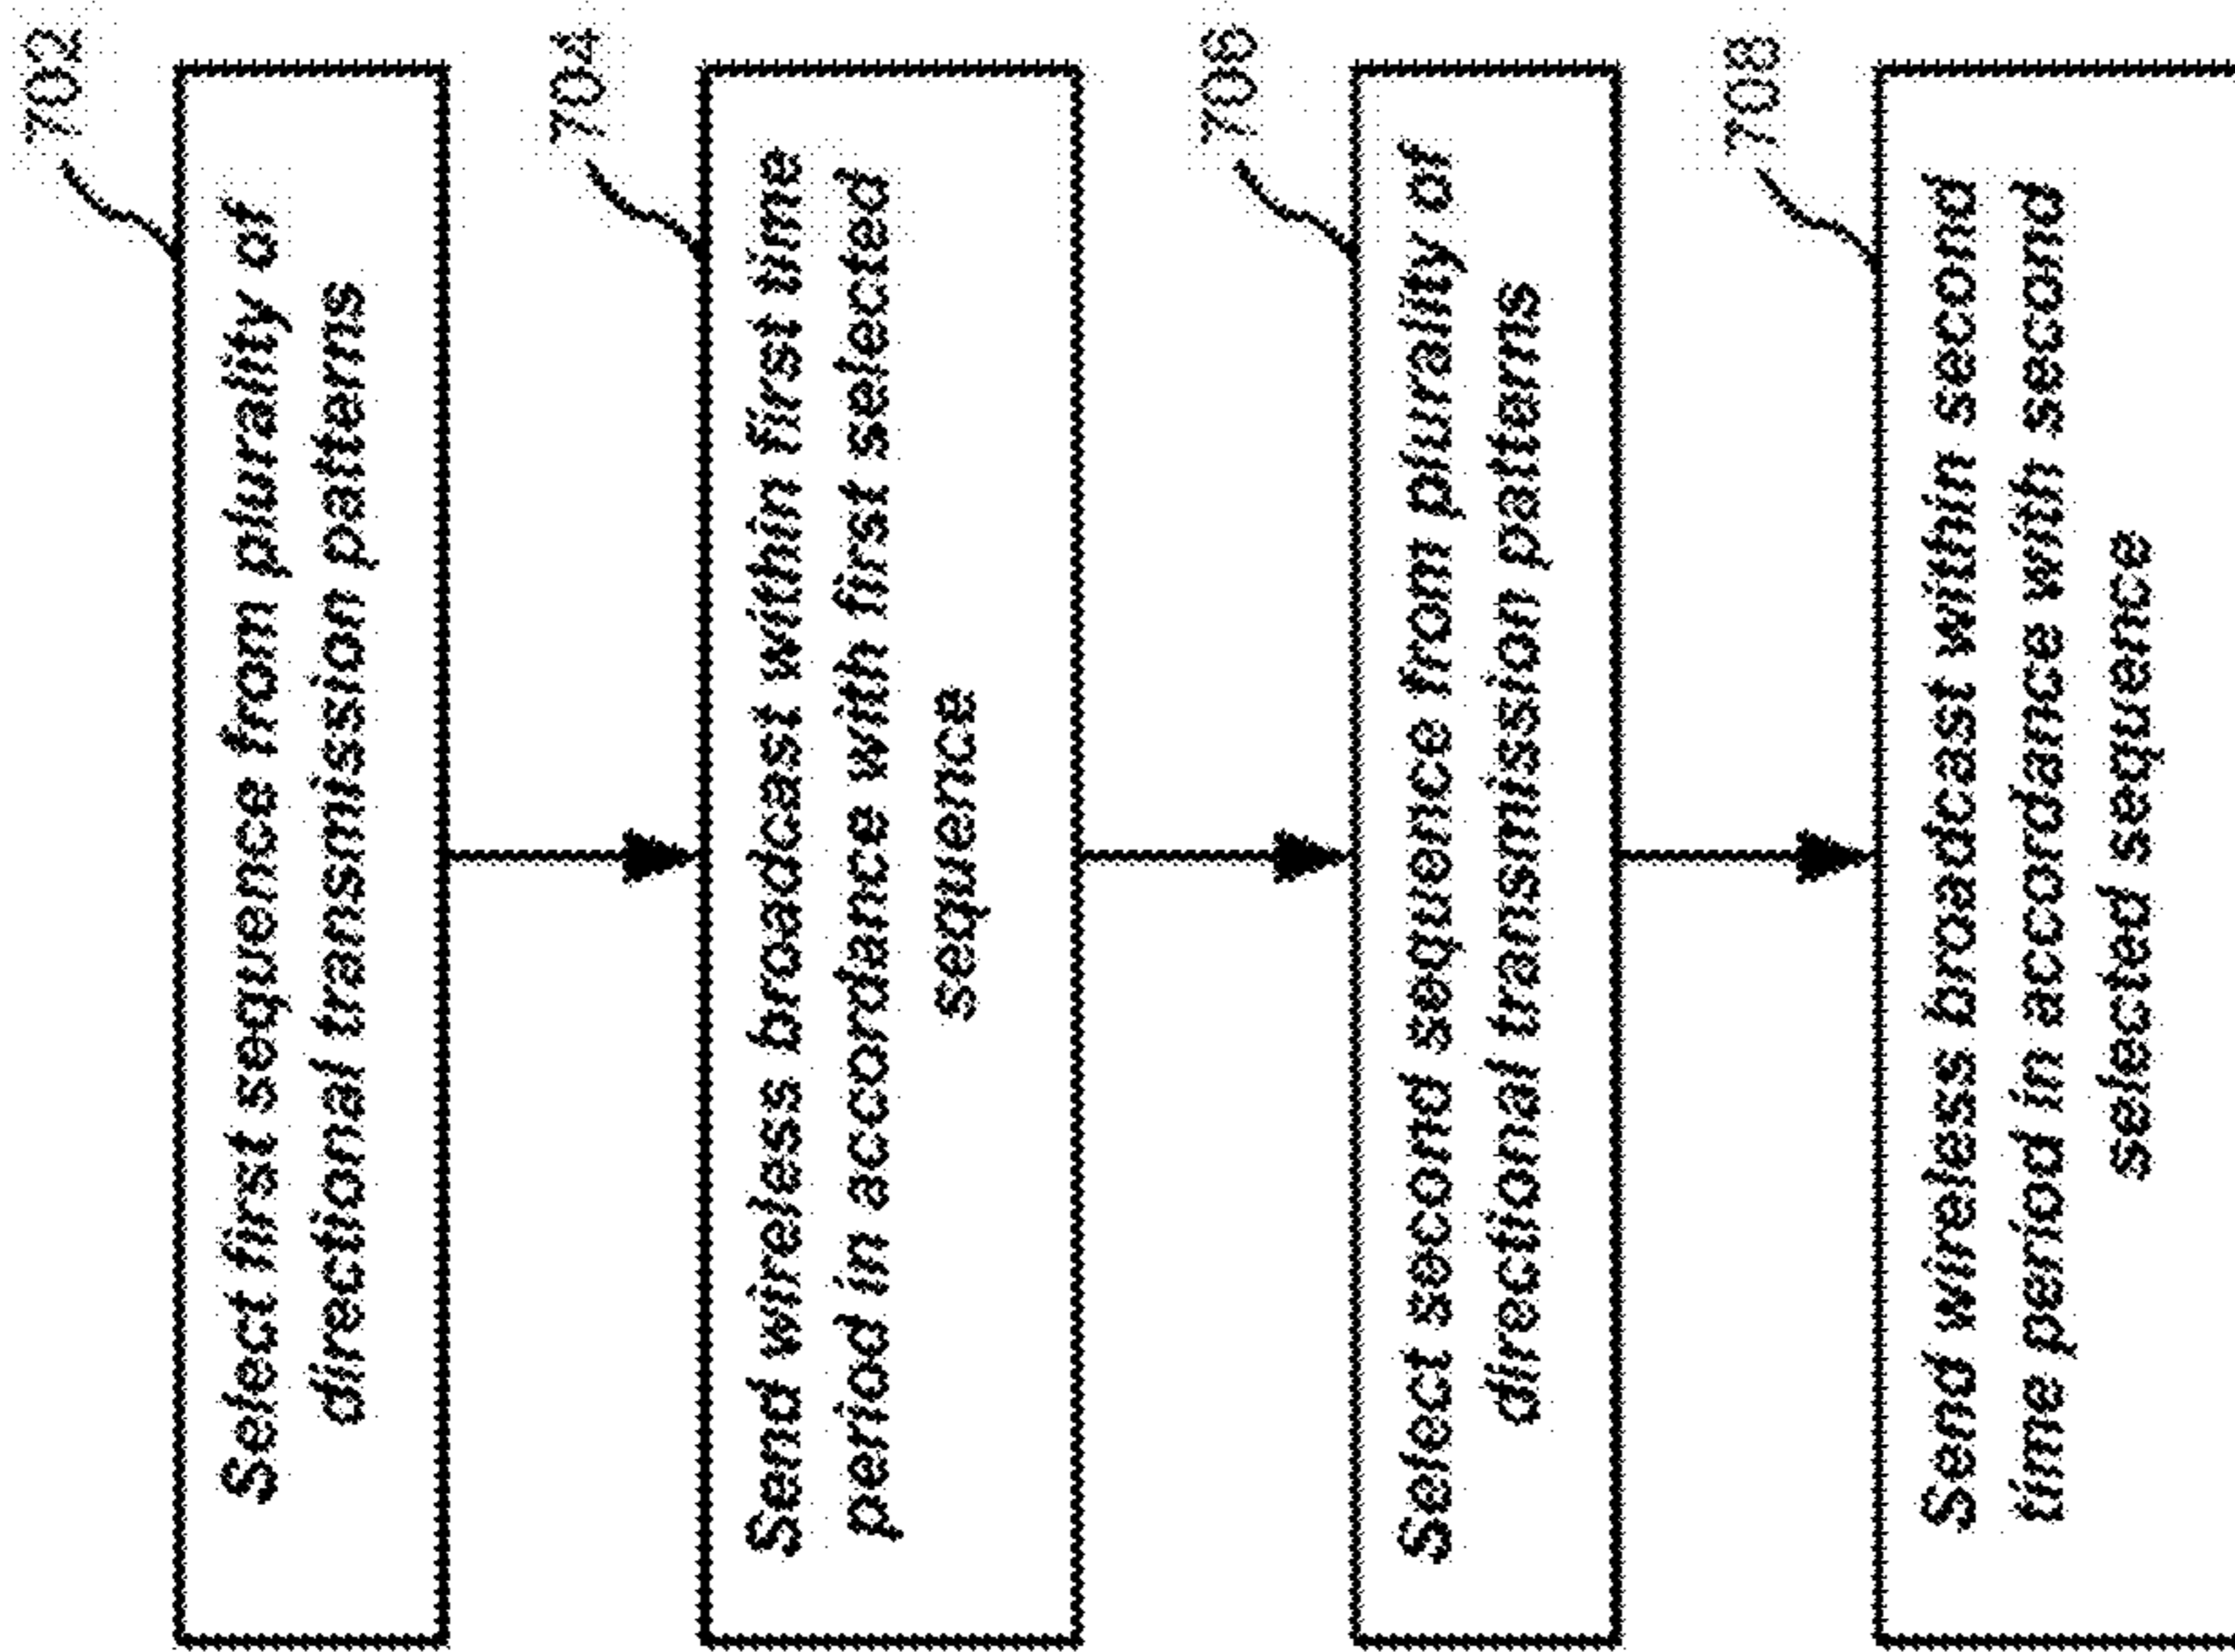 702
Select first sequence from plurality of
directional transmission patterns
704
Send wireless broadcast within first time
period in accordance with first selected
sequence
706
Select second sequence from plurality of
directional transmission patterns
708
Send wireless broadcast within second
time period in accordance with second
selected sequence